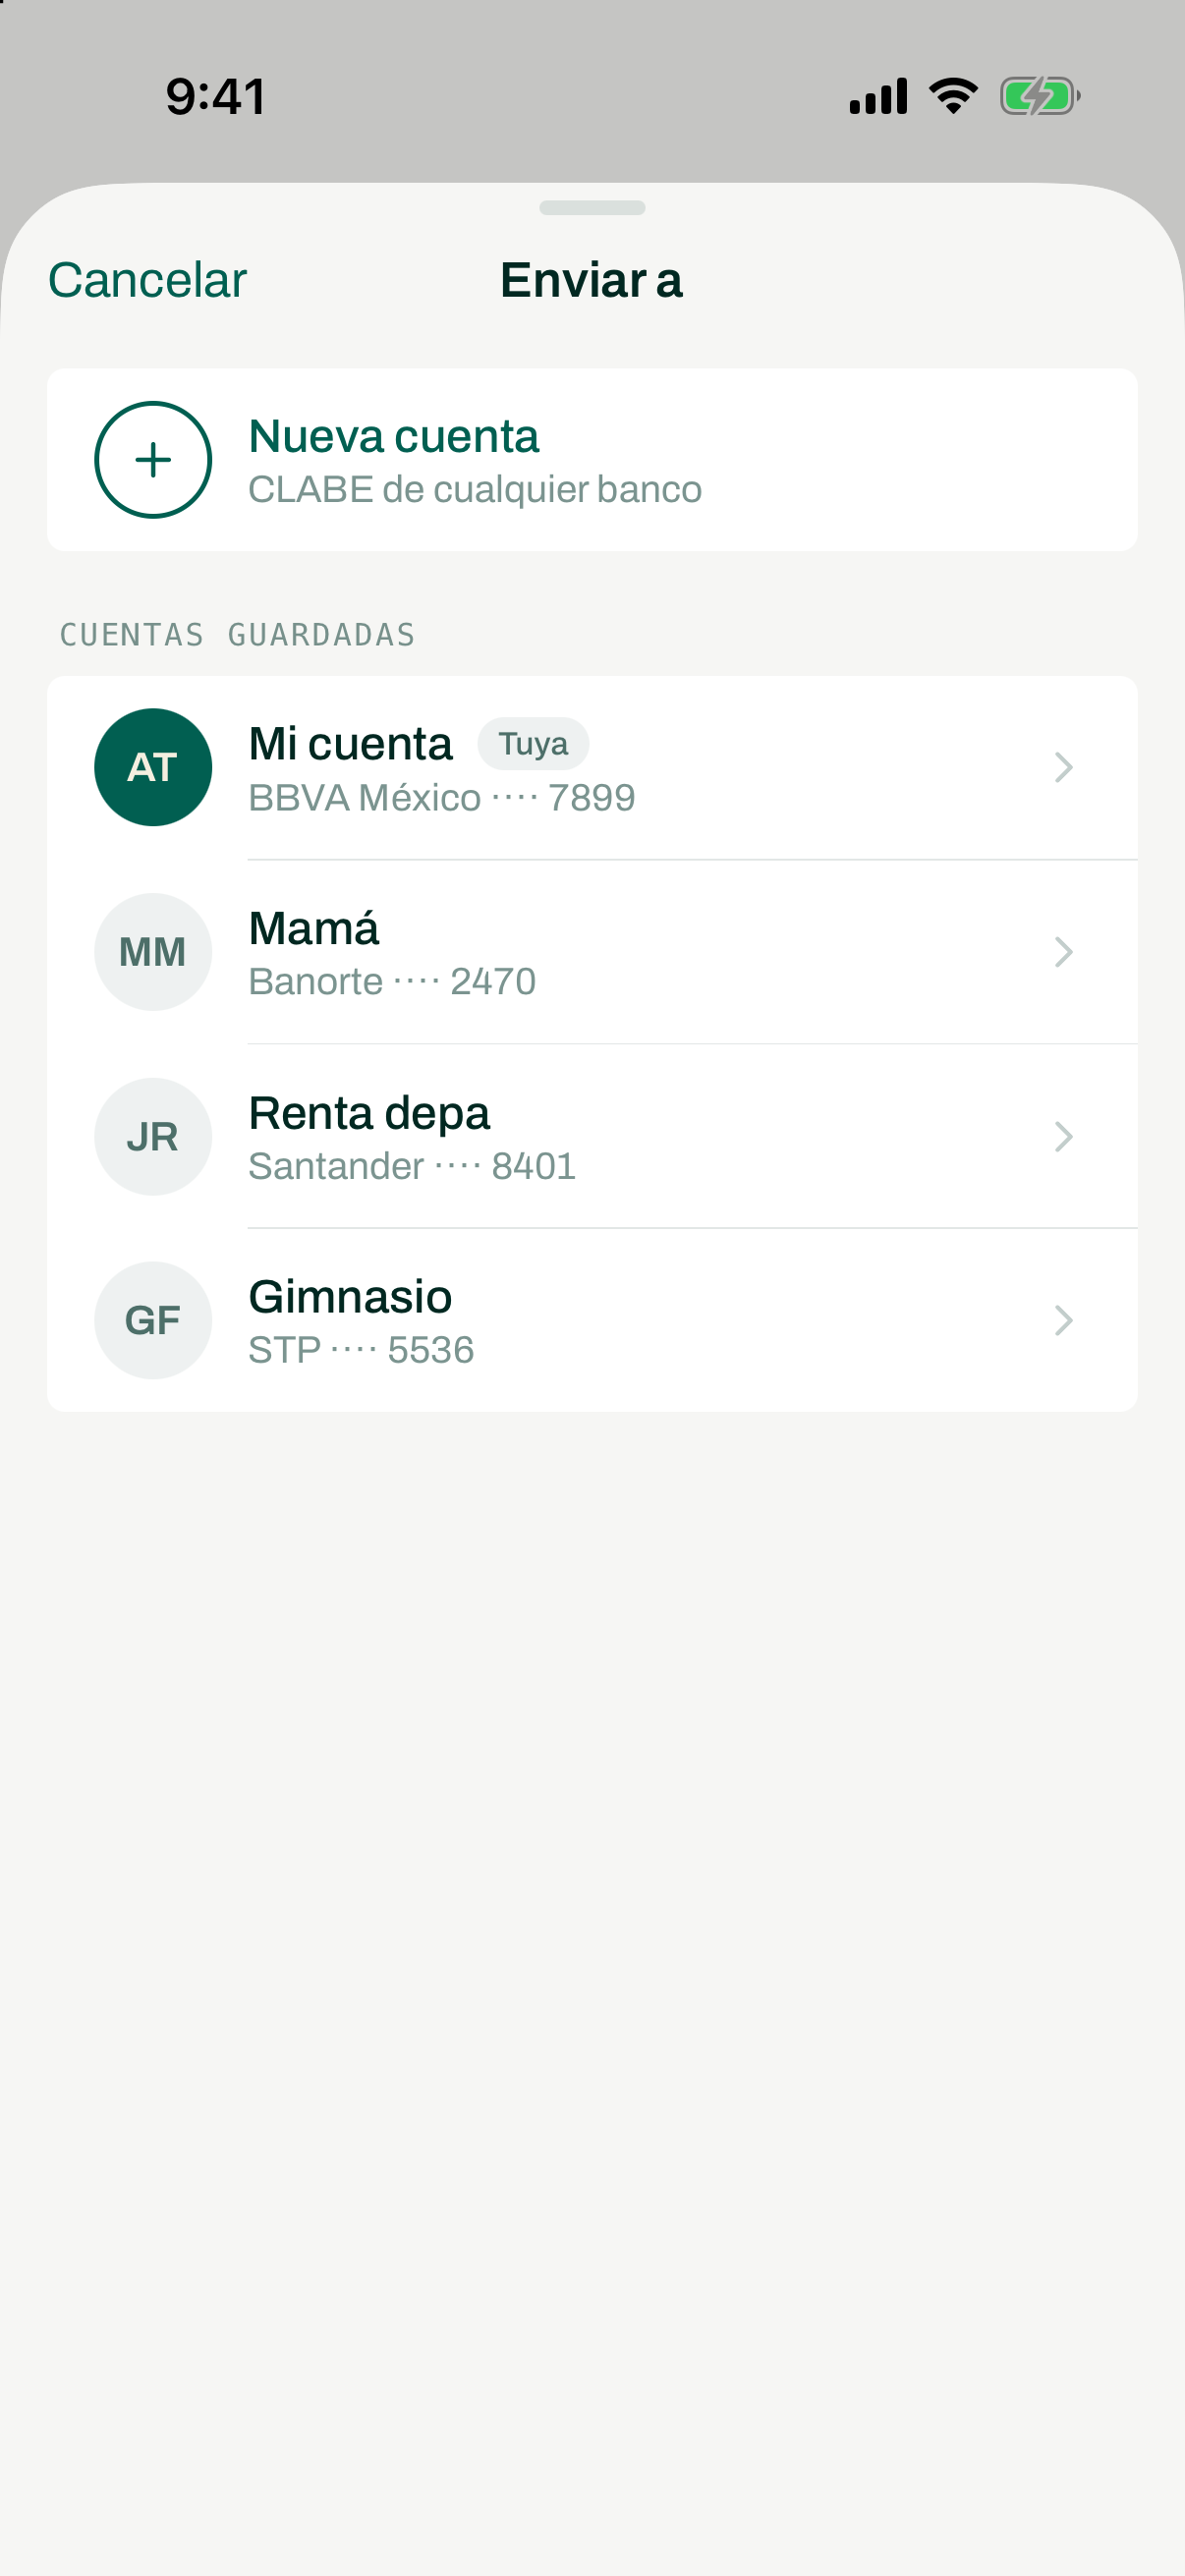 9:41
Cancelar
Enviar a
Nueva cuenta
CLABE de cualquier banco
CUENTAS GUARDADAS
AT
Mi cuenta Tuya
BBVA México ···· 7899
MM
Mamá
Banorte ···· 2470
JR
Renta depa
Santander ···· 8401
GF
Gimnasio
STP ···· 5536